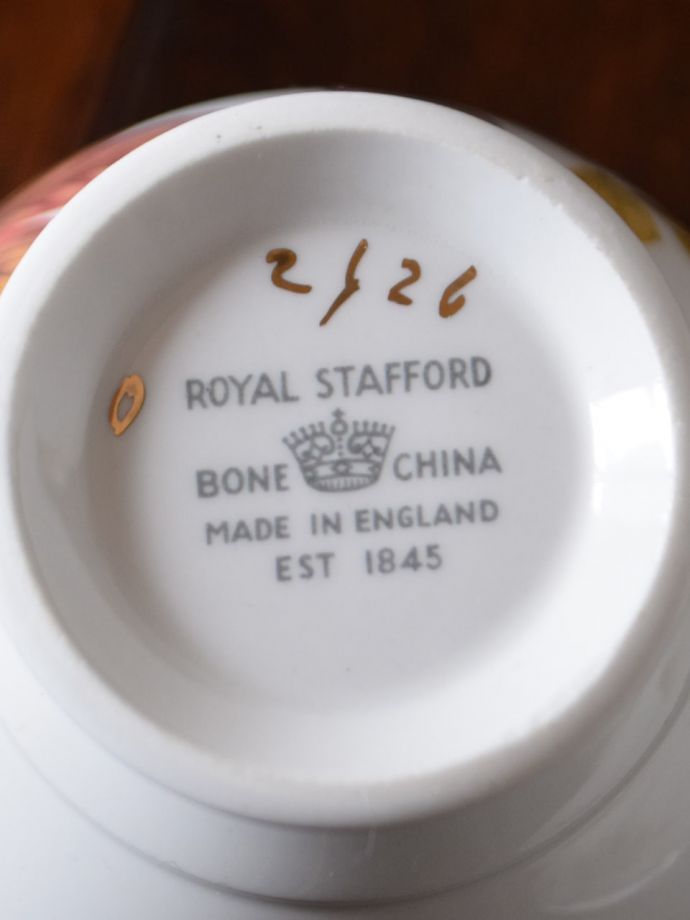 2/26
O
ROYAL STAFFORD
BONE CHINA
MADE IN ENGLAND
EST 1845